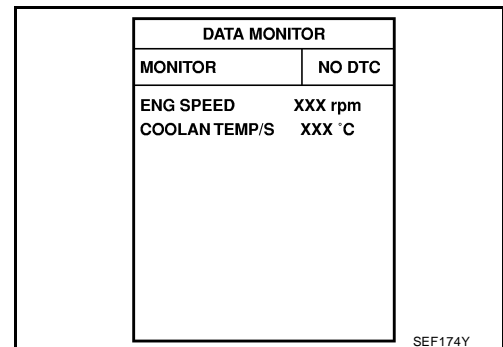 DATA MONITOR
MONITOR NO DTC
ENG SPEED XXX rpm
COOLAN TEMP/S XXX °C
SEF174Y